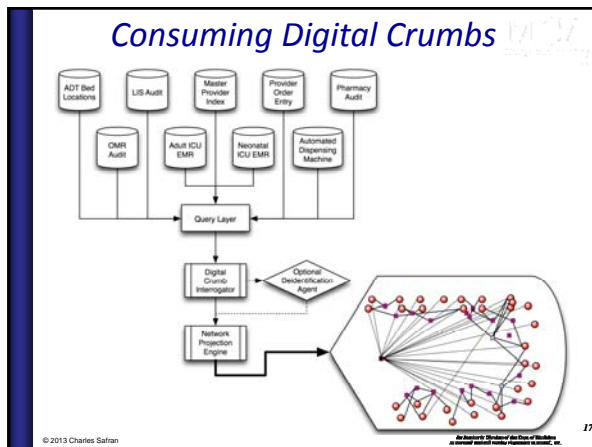 Consuming Digital Crumbs
ADT Bed
Locations
LIS Audit
Master
Provider
Index
Provider
Order
Entry
Pharmacy
Audit
OMR
Audit
Adult ICU
EMR
Neonatal
ICU EMR
Automated
Dispensing
Machine
Query Layer
Digital
Crumb
Interrogator
Optional
Deidentification
Agent
Network
Projection
Engine
17
© 2013 Charles Safran